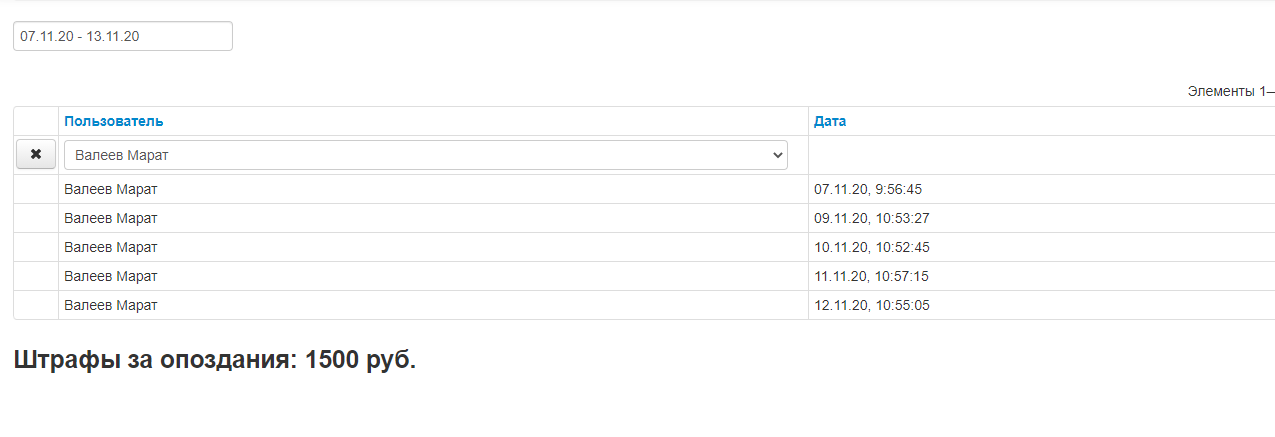 07.11.20 - 13.11.20
Элементы 1—
Пользователь Дата
✖ Валеев Марат
Валеев Марат 07.11.20, 9:56:45
Валеев Марат 09.11.20, 10:53:27
Валеев Марат 10.11.20, 10:52:45
Валеев Марат 11.11.20, 10:57:15
Валеев Марат 12.11.20, 10:55:05
Штрафы за опоздания: 1500 руб.